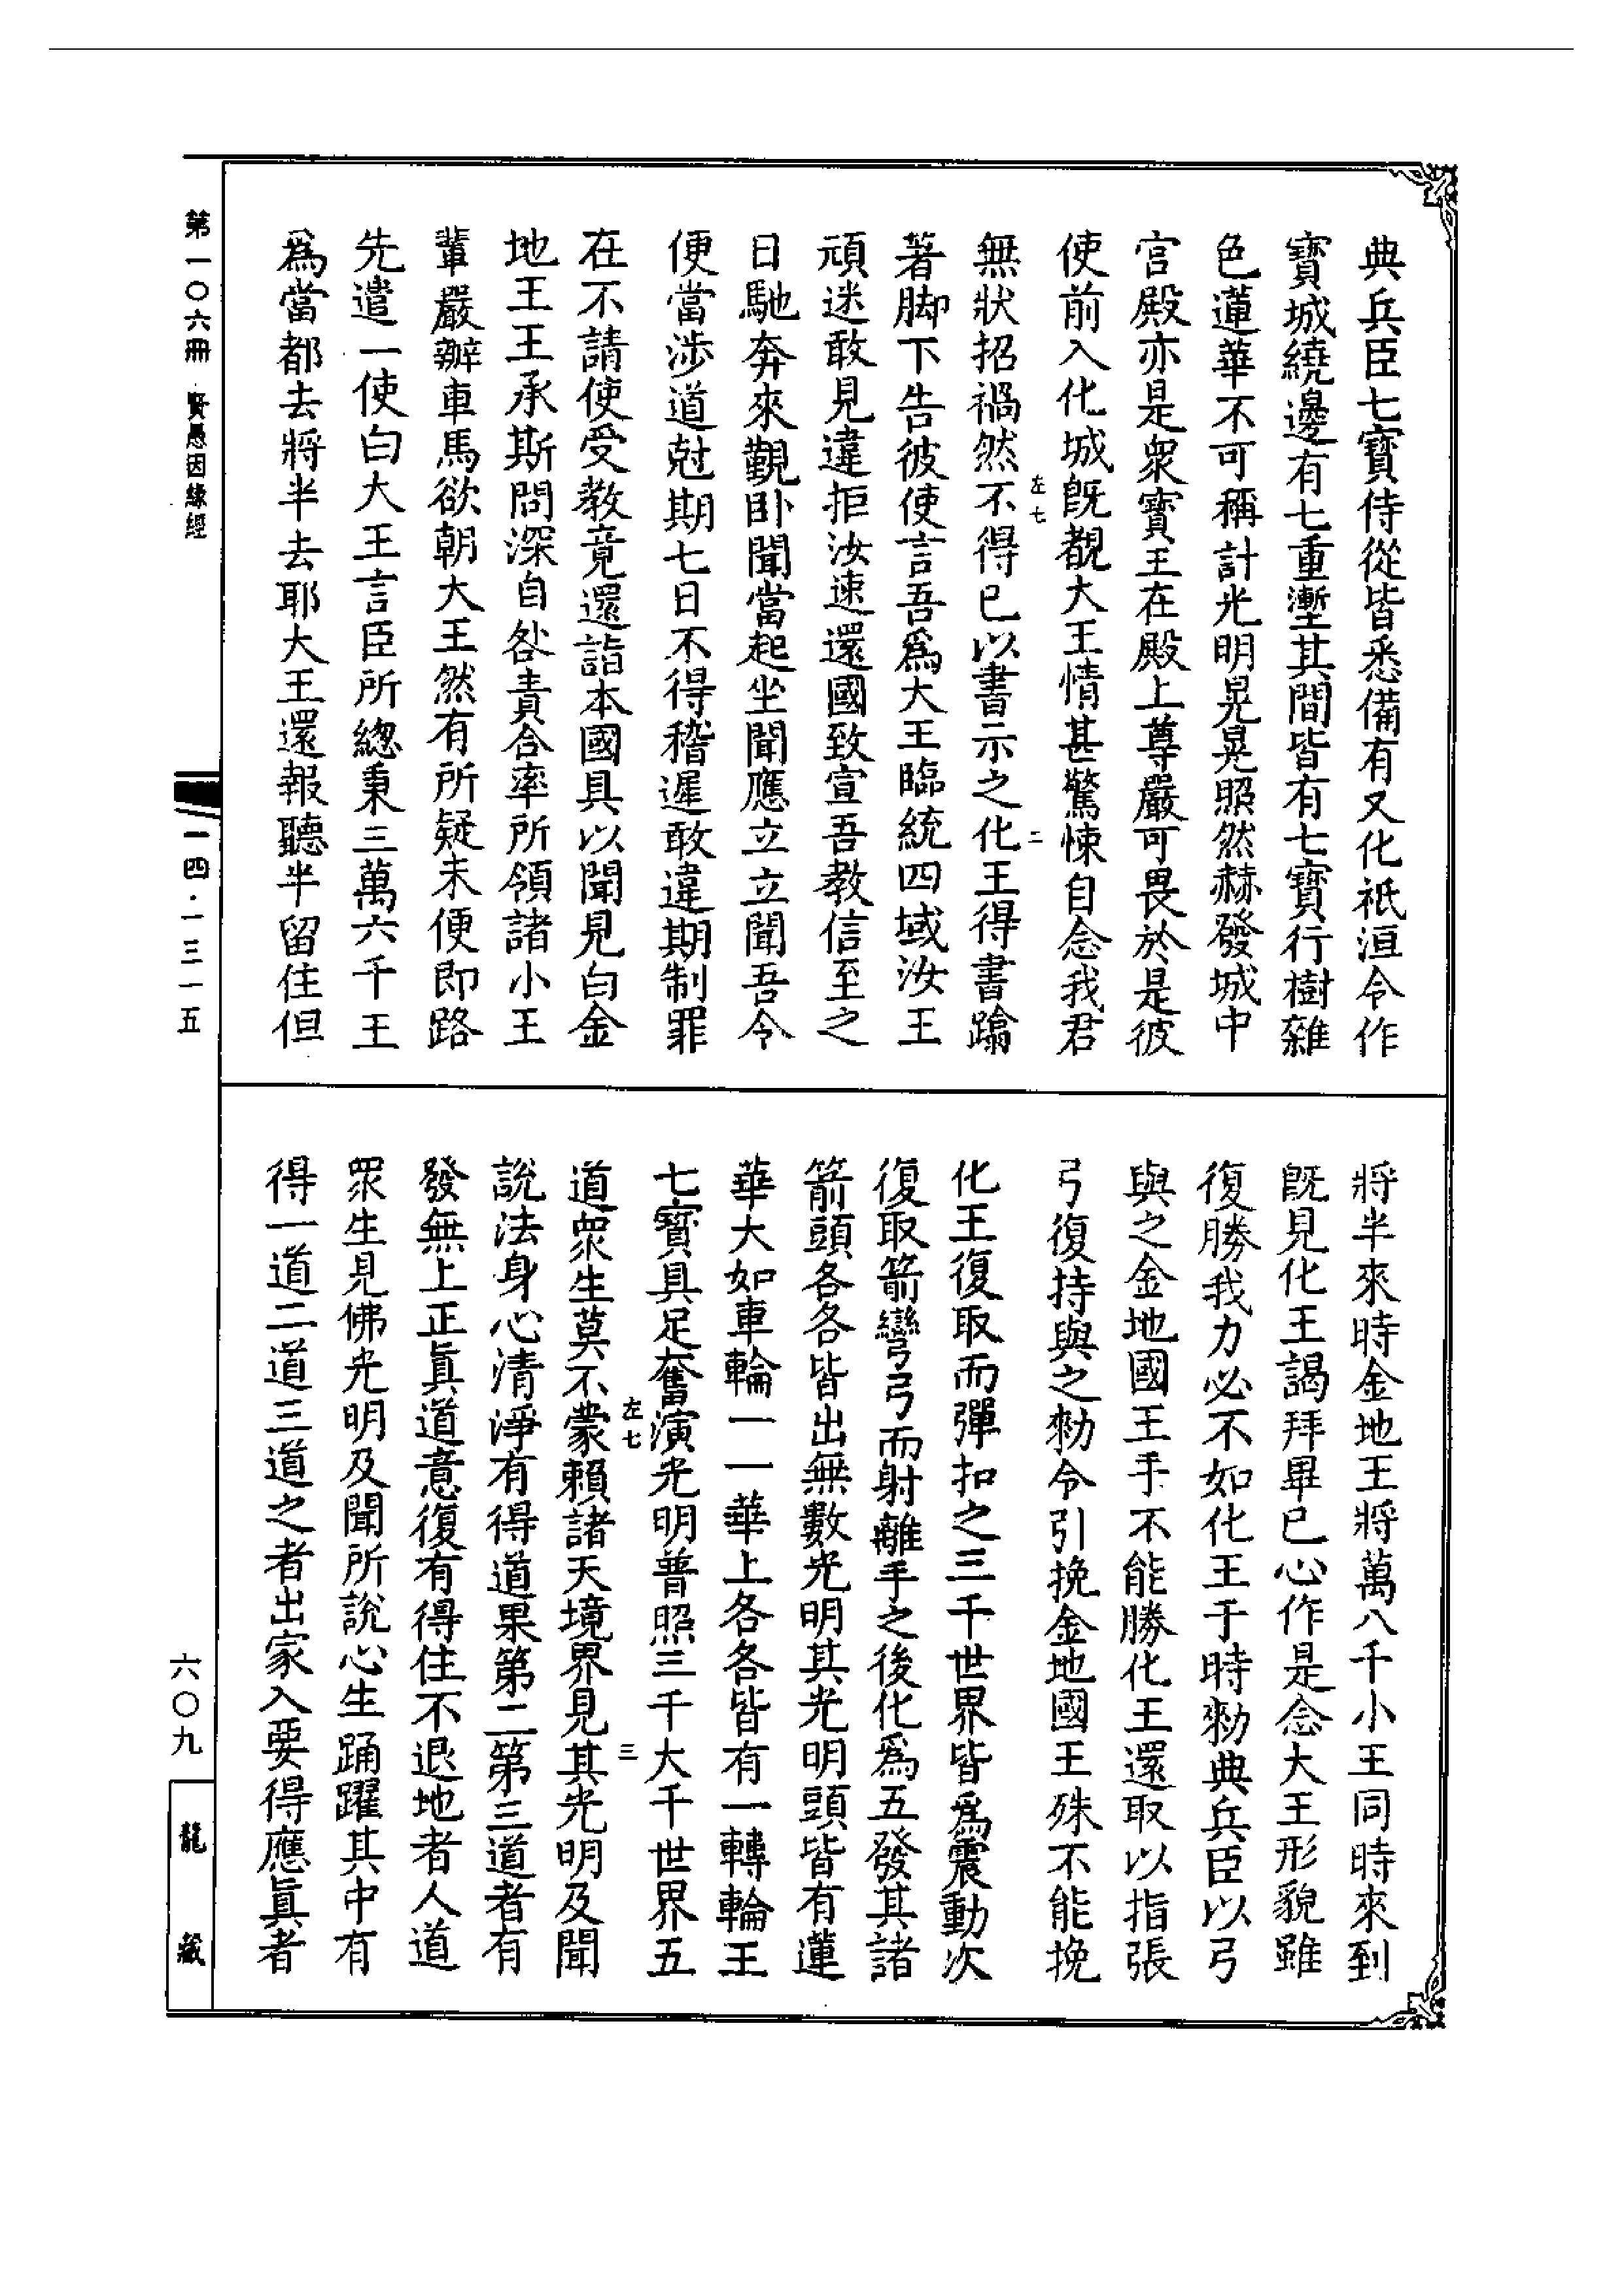 典兵臣七寶侍從皆悉備有又化祇洹令作
寶城繞邊有七重壍其間皆有七寶行樹雜
色蓮華不可稱計光明晃晃照然赫發城中
宮殿亦是衆寶王在殿上尊嚴可畏於是彼
使前入化城旣覩大王情甚驚悚自念我君
左七
二
無狀招禍然不得已以書示之化王得書蹹
著脚下告彼使言吾爲大王臨統四域汝王
頑迷敢見違拒汝速還國致宣吾教信至之
日馳奔來觀卧聞當起坐聞應立立聞吾令
便當涉道尅期七日不得稽遲敢違期制罪
在不請使受教竟還詣本國具以聞見白金
地王王承斯問深自咎責合率所領諸小王
輩嚴辦車馬欲朝大王然有所疑未便即路
先遣一使白大王言臣所緫秉三萬六千王
爲當都去將半去耶大王還報聽半留住但
將半來時金地王將萬八千小王同時來到
旣見化王謁拜畢已心作是念大王形貌雖
復勝我力必不如化王于時勑典兵臣以弓
與之金地國王手不能勝化王還取以指張
弓復持與之勑令引挽金地國王殊不能挽
化王復取而彈扣之三千世界皆爲震動次
復取箭彎弓而射離手之後化爲五發其諸
箭頭各各皆出無數光明其光明頭皆有蓮
華大如車輪一一華上各各皆有一轉輪王
七寶具足奮演光明普照三千大千世界五
左七
三
道衆生莫不蒙賴諸天境界見其光明及聞
說法身心清淨有得道果第二第三道者有
發無上正眞道意復有得住不退地者人道
眾生見佛光明及聞所說心生踊躍其中有
得一道二道三道之者出家入要得應眞者
第一〇六冊 賢愚因緣經
一四·一三一五
六〇九
龍藏